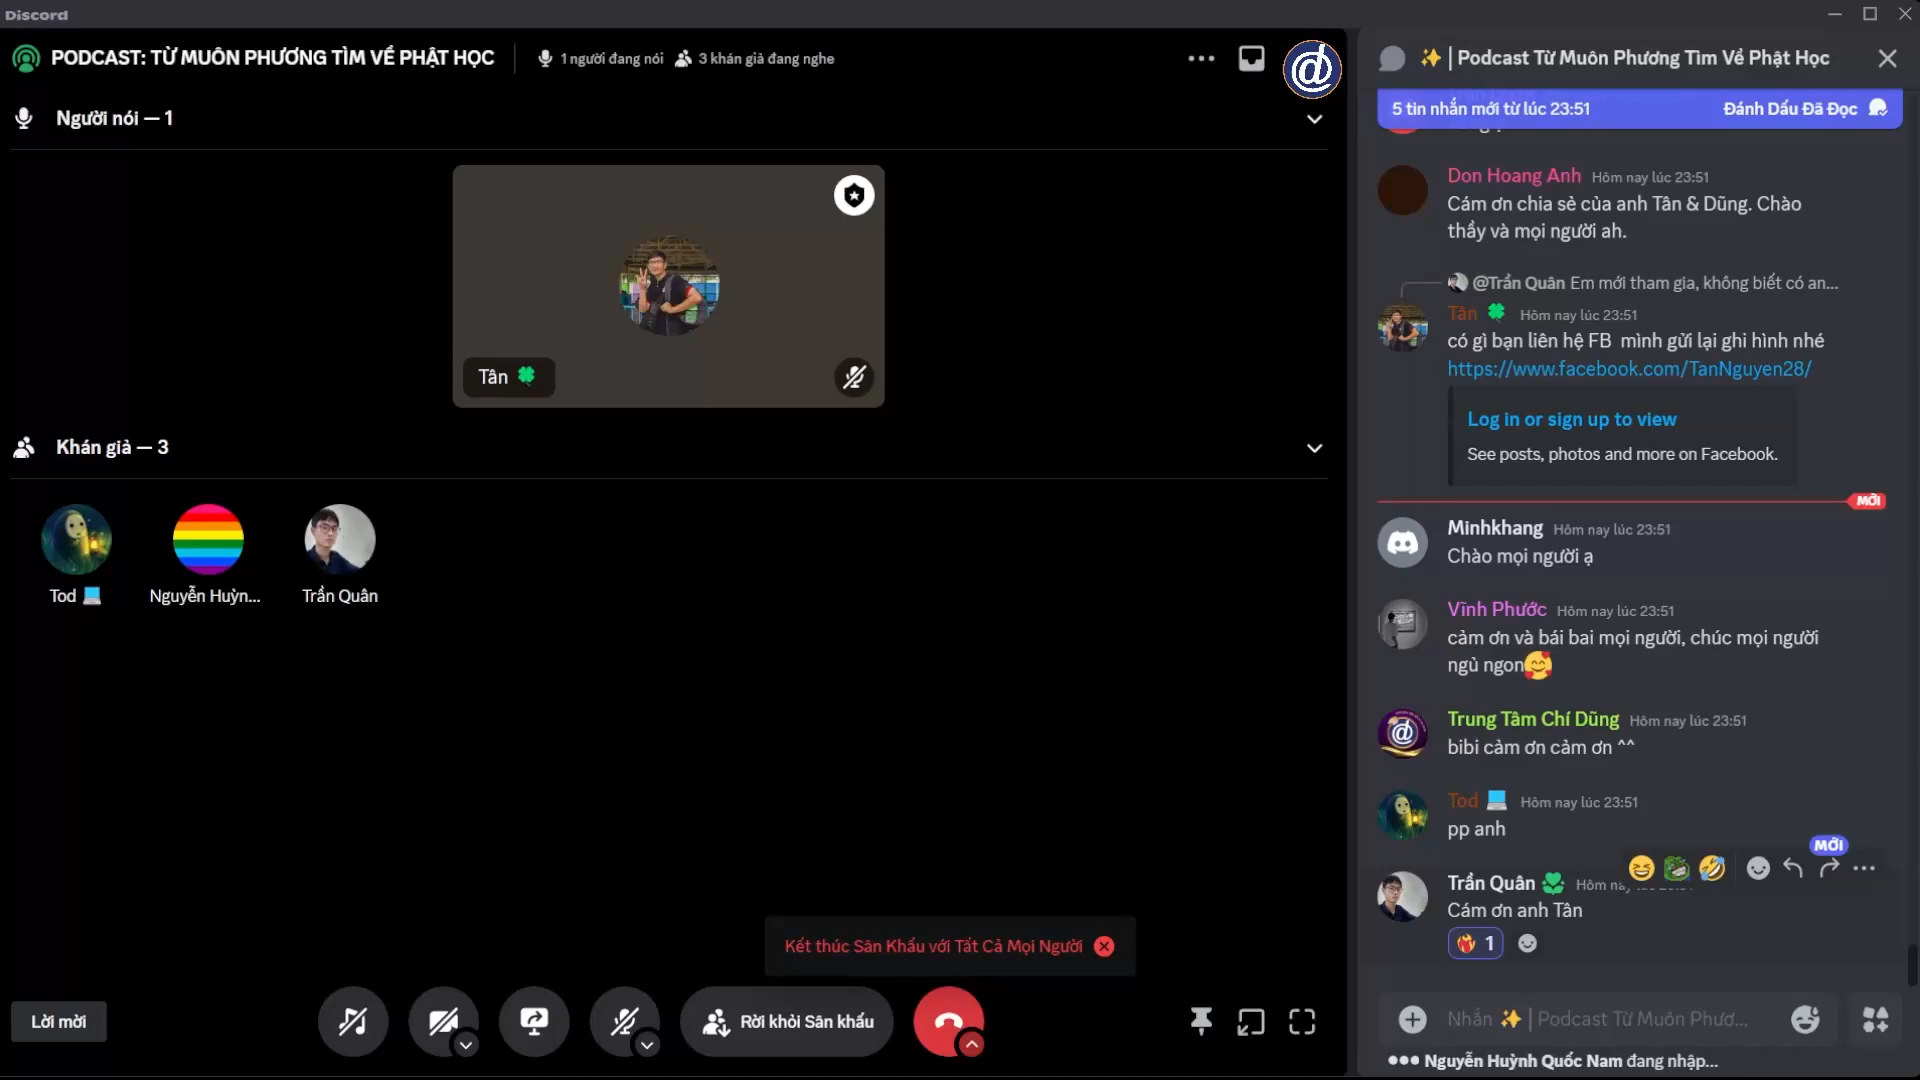 Discord
PODCAST: TỪ MUÔN PHƯƠNG TÌM VỀ PHẬT HỌC
1 người đang nói
3 khán giả đang nghe
Người nói — 1
Tân
Khán giả — 3
Tod
Nguyễn Huỳn...
Trần Quân
Kết thúc Sân Khấu với Tất Cả Mọi Người
Lời mời
Rời khỏi Sân khấu
Podcast Từ Muôn Phương Tìm Về Phật Học
5 tin nhắn mới từ lúc 23:51
Đánh Dấu Đã Đọc
Don Hoang Anh Hôm nay lúc 23:51
Cám ơn chia sẻ của anh Tân & Dũng. Chào
thầy và mọi người ah.
@Trần Quân Em mới tham gia, không biết có an...
Tân Hôm nay lúc 23:51
có gì bạn liên hệ FB mình gửi lại ghi hình nhé
https://www.facebook.com/TanNguyen28/
Log in or sign up to view
See posts, photos and more on Facebook.
MỚI
Minhkhang Hôm nay lúc 23:51
Chào mọi người ạ
Vĩnh Phước Hôm nay lúc 23:51
cảm ơn và bái bai mọi người, chúc mọi người
ngủ ngon🥰
Trung Tâm Chí Dũng Hôm nay lúc 23:51
bibi cảm ơn cảm ơn ^^
Tod Hôm nay lúc 23:51
pp anh
MỚI
Trần Quân
Cám ơn anh Tân
1
Nhắn ✨ | Podcast Từ Muôn Phươ...
Nguyễn Huỳnh Quốc Nam đang nhập...